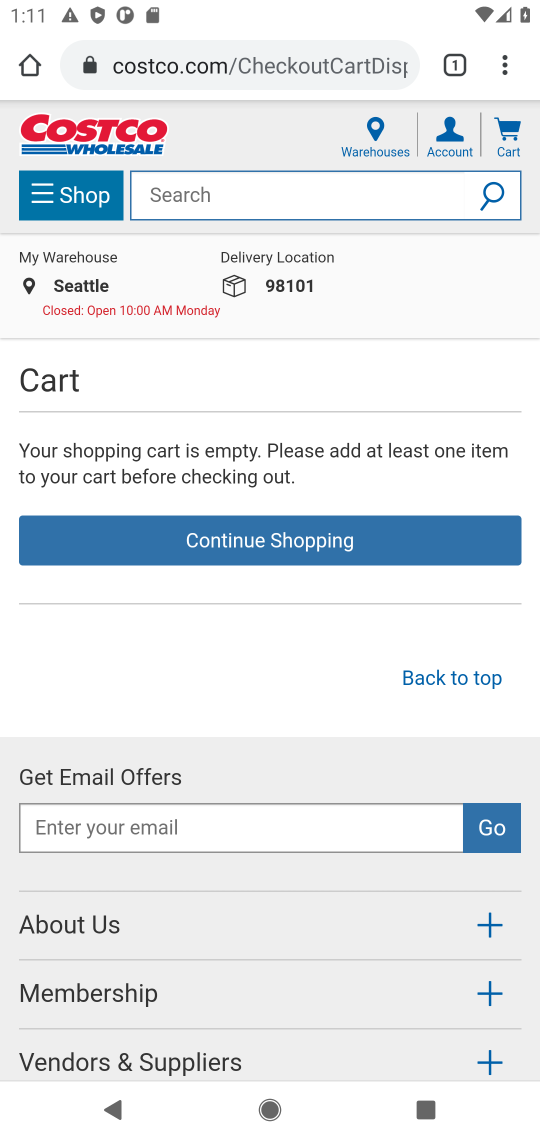 1:11
costco.com/CheckoutCartDisp
1
COSTCO
WHOLESALE
Warehouses
Account
Cart
Shop
Search
My Warehouse
Delivery Location
Seattle
98101
Closed: Open 10:00 AM Monday
Cart
Your shopping cart is empty. Please add at least one item
to your cart before checking out.
Continue Shopping
Back to top
Get Email Offers
Enter your email
Go
About Us
Membership
Vendors & Suppliers